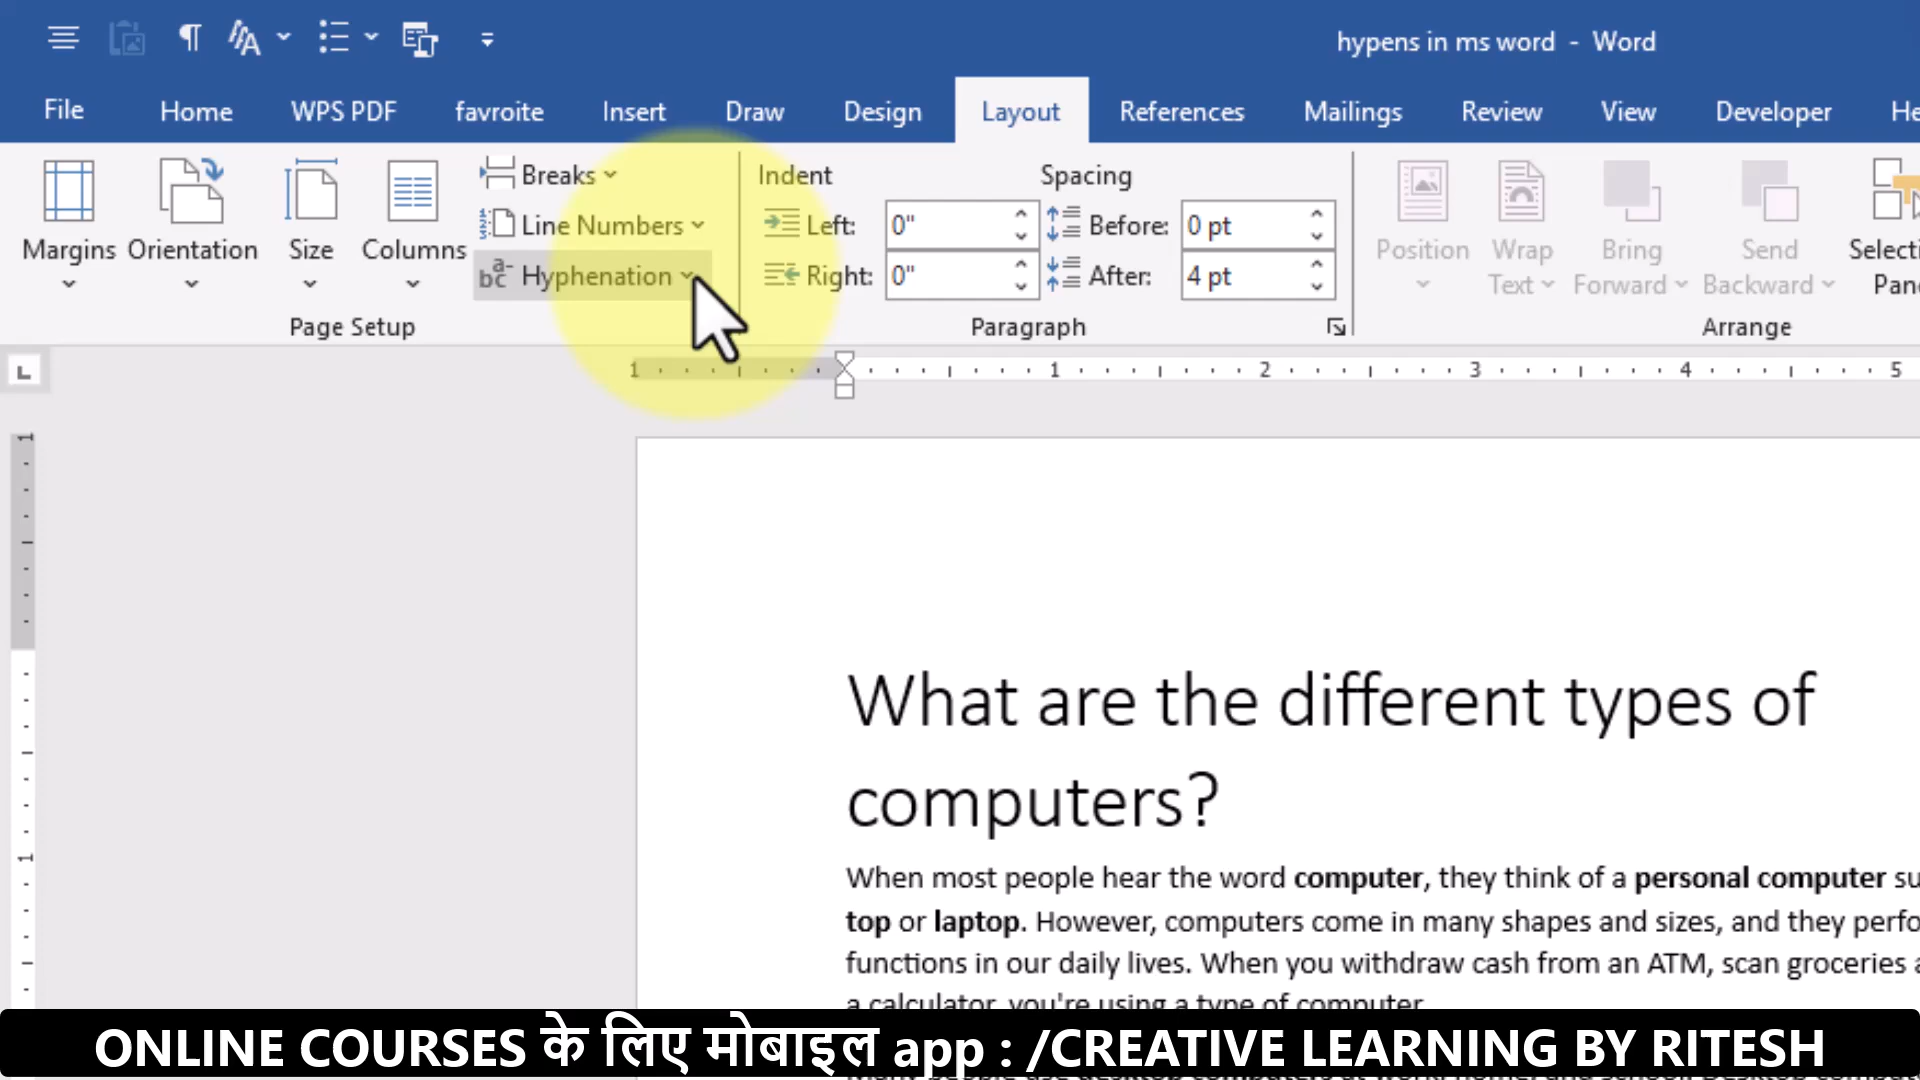 hypens in ms word - Word
File Home WPS PDF favroite Insert Draw Design Layout References Mailings Review View Developer
Margins Orientation Size Columns
Breaks
Line Numbers
Hyphenation
Page Setup
Indent Spacing
Left: 0" Before: 0 pt
Right: 0" After: 4 pt
Paragraph
Position Wrap Text Bring Forward Send Backward
Arrange
1 1 2 3 4 5
1
1
What are the different types of
computers?
When most people hear the word computer, they think of a personal computer
top or laptop. However, computers come in many shapes and sizes, and they
functions in our daily lives. When you withdraw cash from an ATM, scan groceries
a calculator, you're using a type of computer.
ONLINE COURSES के लिए मोबाइल app : /CREATIVE LEARNING BY RITESH